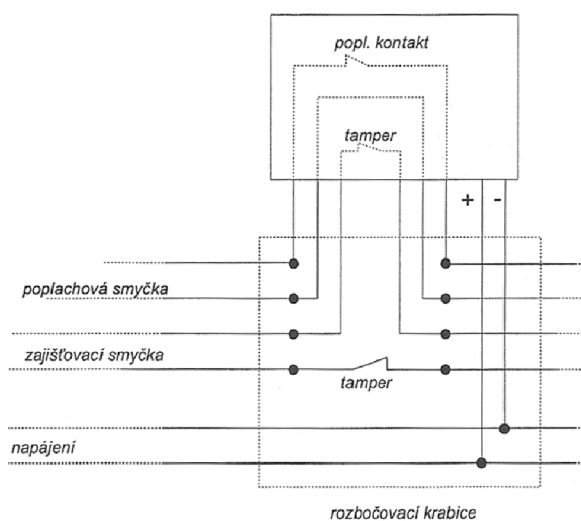 popl. kontakt
tamper
+ -
poplachová smyčka
zajišťovací smyčka
tamper
napájení
rozbočovací krabice